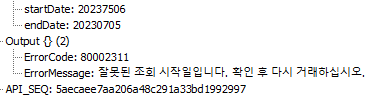 startDate: 20237506
endDate: 20230705
Output {} (2)
ErrorCode: 80002311
ErrorMessage: 잘못된 조회 시작일입니다. 확인 후 다시 거래하십시오.
API_SEQ: 5aecaee7aa206a48c291a33bd1992997